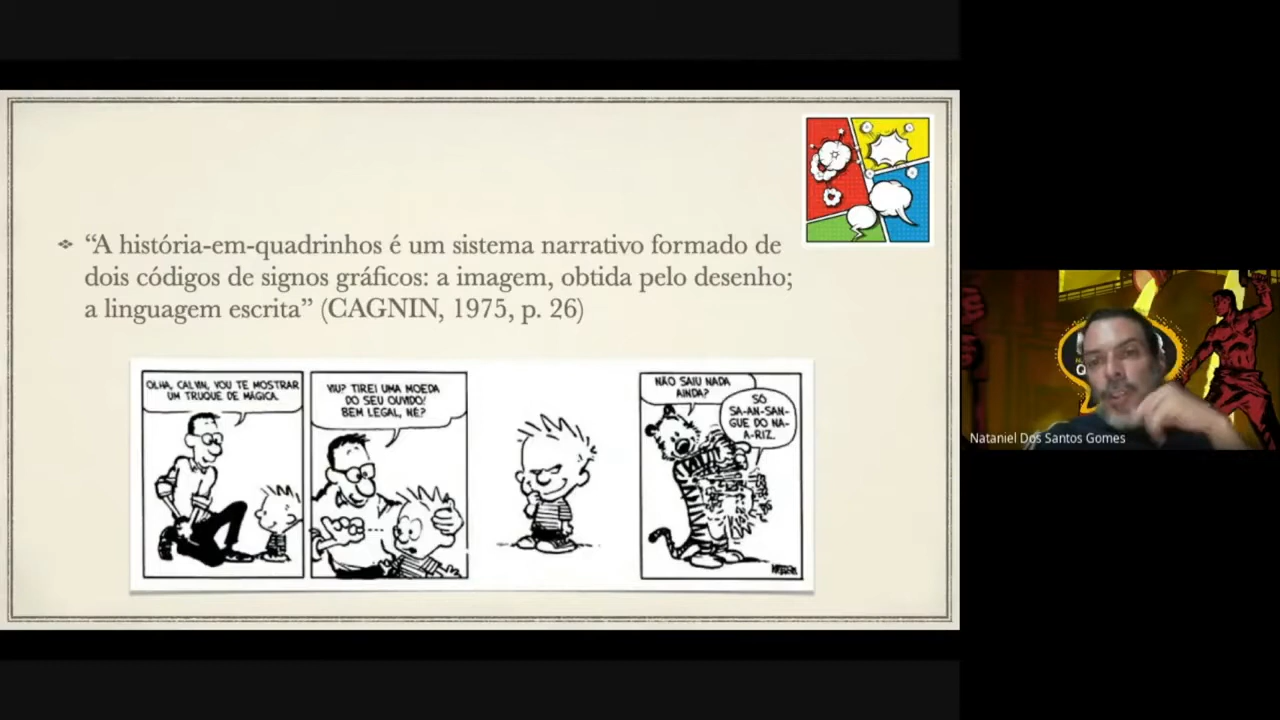 “A história-em-quadrinhos é um sistema narrativo formado de
dois códigos de signos gráficos: a imagem, obtida pelo desenho;
a linguagem escrita” (CAGNIN, 1975, p. 26)
OLHA, CALVIN, VOU TE MOSTRAR
UM TRUQUE DE MÁGICA.
VIU? TIREI UMA MOEDA
DO SEU OUVIDO!
BEM LEGAL, NÉ?
NÃO SAIU NADA
AINDA?
SÓ
SA-AN-SAN-
GUE DO NA-
A-RIZ.
Nataniel Dos Santos Gomes